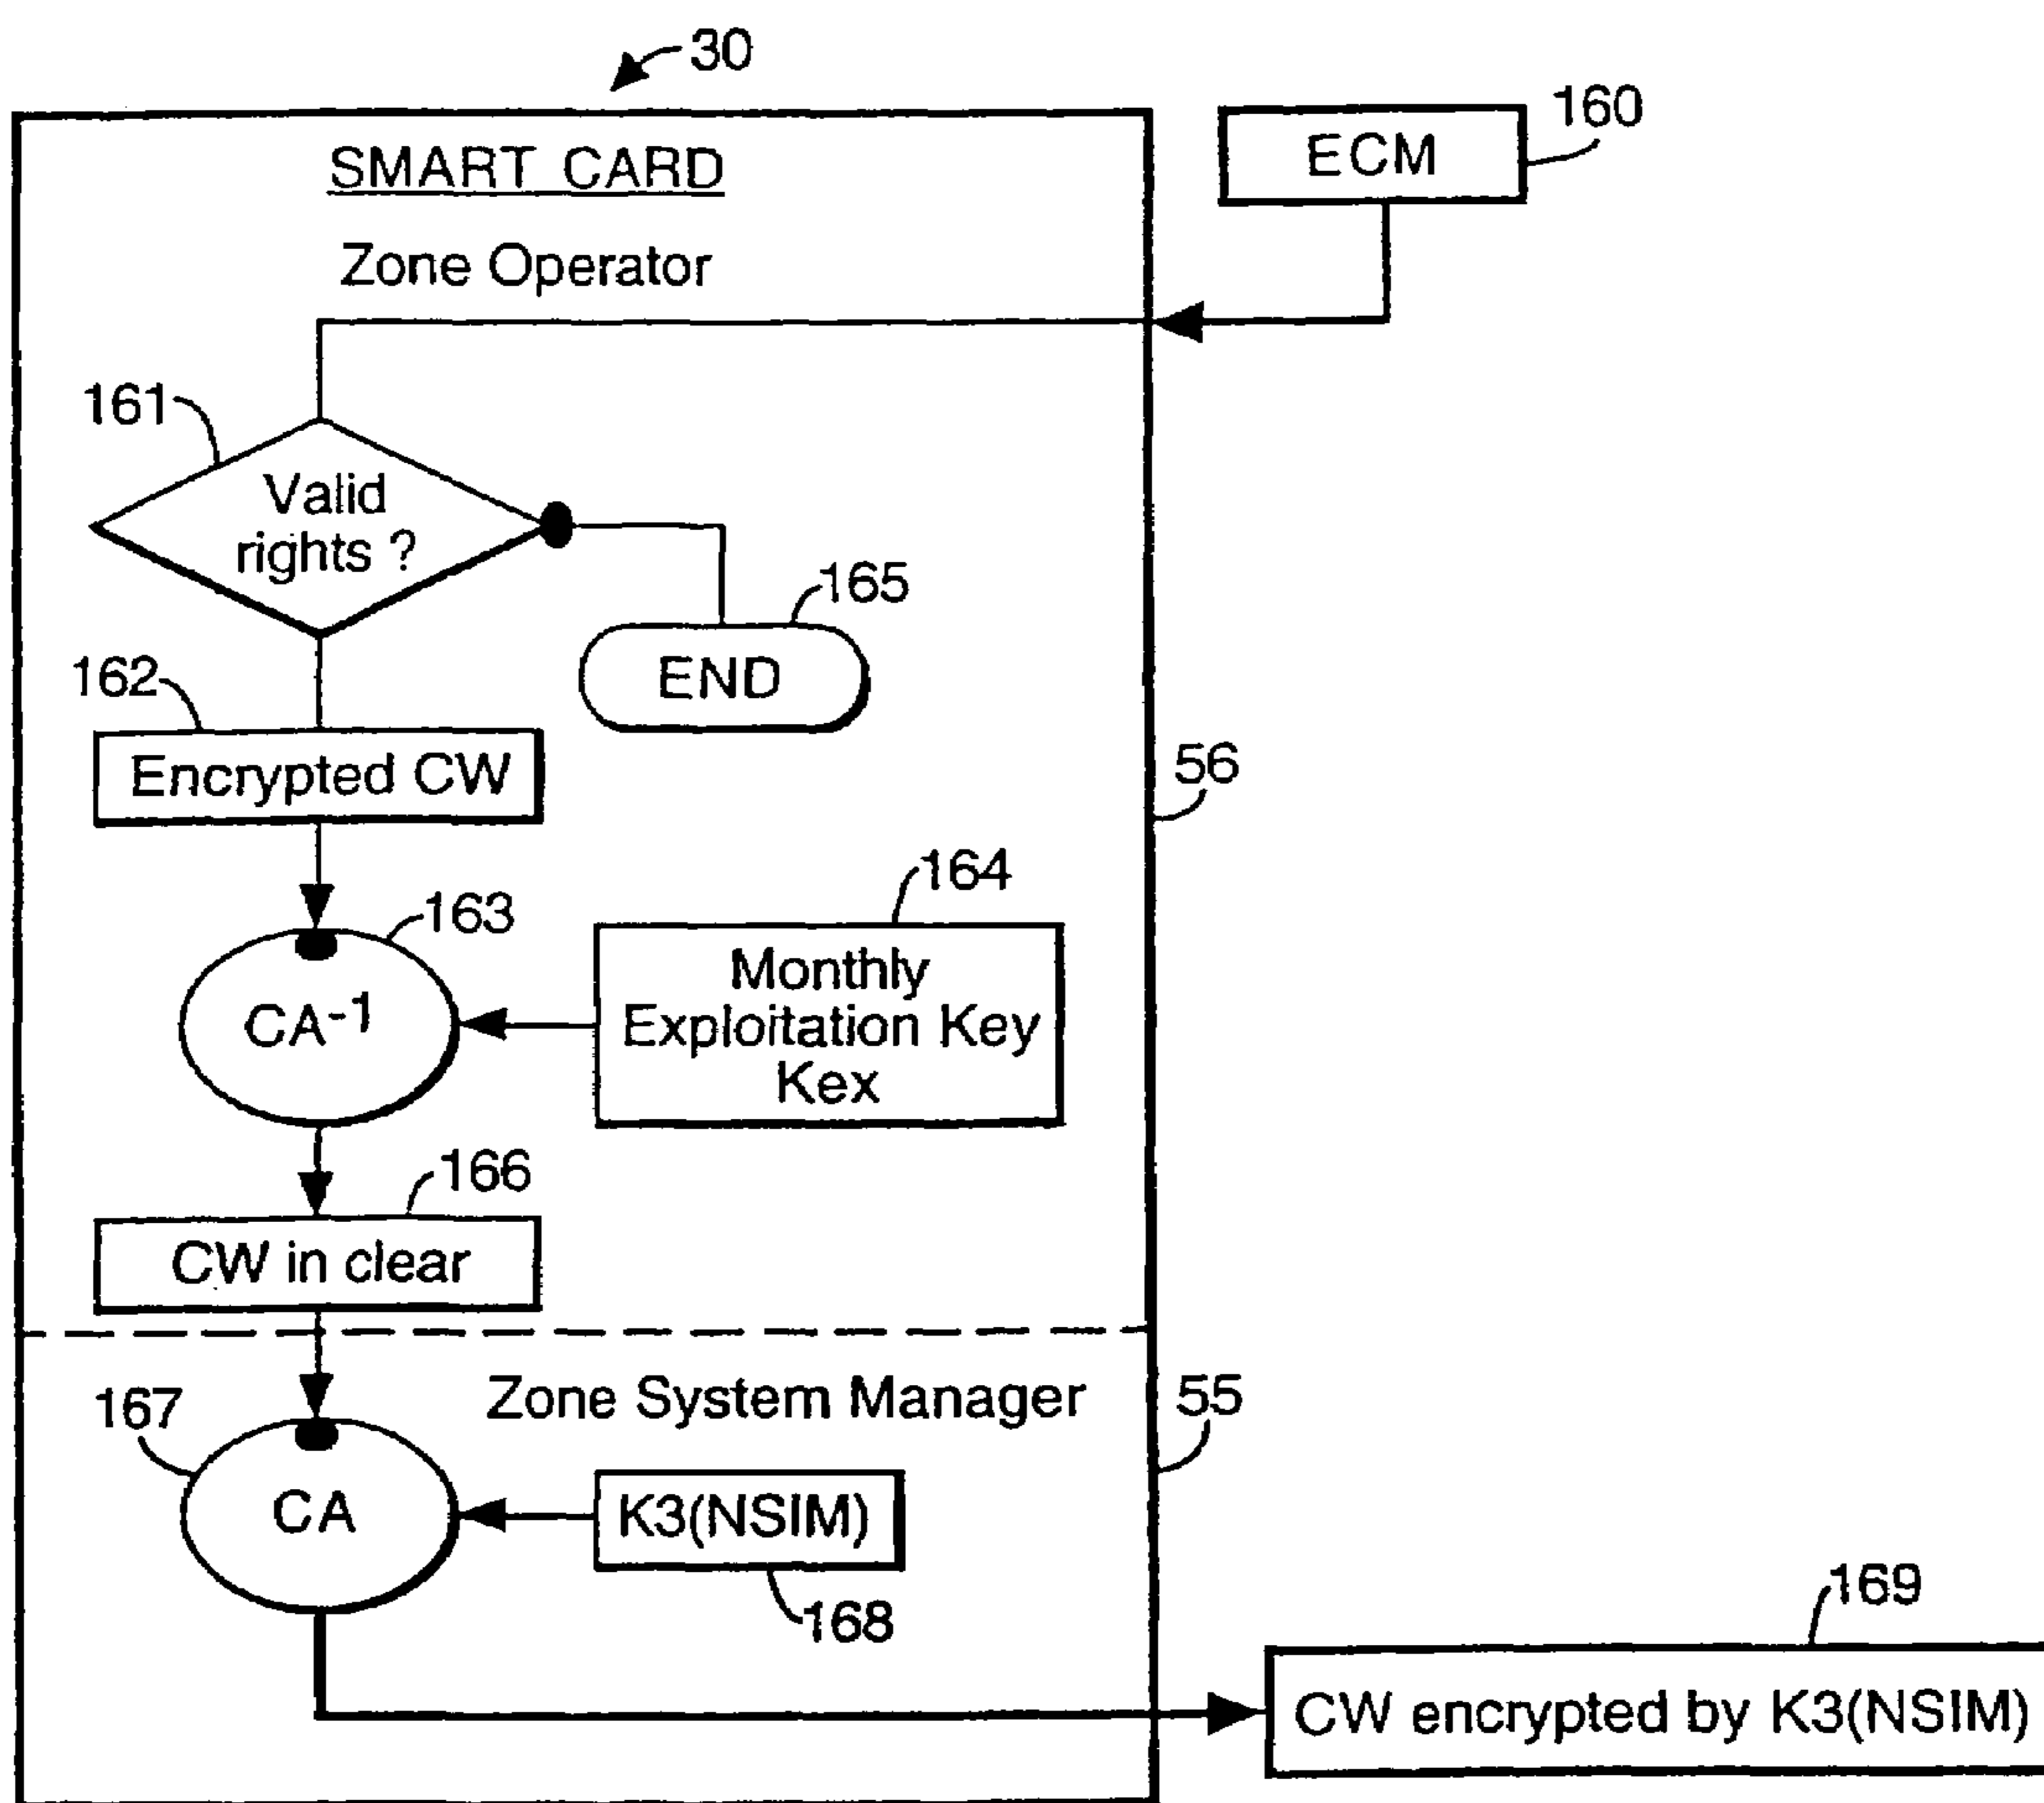 30
SMART CARD
ECM
160
Zone Operator
161
Valid
rights ?
165
END
162
Encrypted CW
56
164
163
Monthly
Exploitation Key
Kex
CA-1
166
CW in clear
Zone System Manager
55
167
CA
K3(NSIM)
168
169
CW encrypted by K3(NSIM)